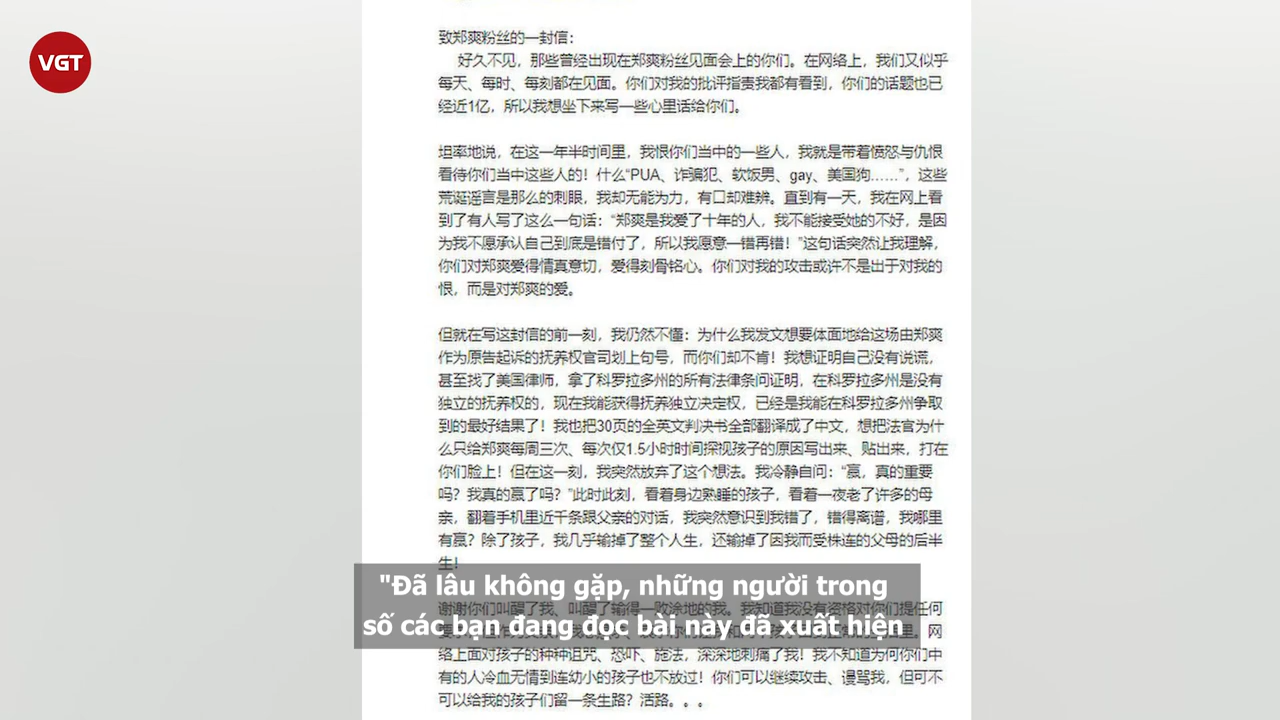 VGT
致郑爽粉丝的一封信：
好久不见，那些曾经出现在郑爽粉丝见面会上的你们。在网络上，我们又似乎
每天、每时、每刻都在见面。你们对我的批评指责我都有看到，你们的话题也已
经近1亿，所以我想坐下来写一些心里话给你们。
坦率地说，在这一年半时间里，我恨你们当中的一些人，我就是带着愤怒与仇恨
看待你们当中这些人的！什么“PUA、诈骗犯、软饭男、gay、美国狗……”，这些
荒诞谣言是那么的刺眼，我却无能为力，有口却难辨。直到有一天，我在网上看
到了有人写了这么一句话：“郑爽是我爱了十年的人，我不能接受她的不好，是因
为我不愿承认自己到底是错付了，所以我愿意一错再错！”这句话突然让我理解，
你们对郑爽爱得情真意切，爱得刻骨铭心。你们对我的攻击或许不是出于对我的
恨，而是对郑爽的爱。
但就在写这封信的前一刻，我仍然不懂：为什么我发文想要体面地给这场由郑爽
作为原告起诉的抚养权官司划上句号，而你们却不肯！我想证明自己没有说谎，
甚至找了美国律师，拿了科罗拉多州的所有法律条问证明，在科罗拉多州是没有
独立的抚养权的，现在我能获得抚养独立决定权，已经是我能在科罗拉多州争取
到的最好结果了！我也把30页的全英文判决书全部翻译成了中文，想把法官为什
么只给郑爽每周三次、每次仅1.5小时时间探视孩子的原因写出来、贴出来，打在
你们脸上！但在这一刻，我突然放弃了这个想法。我冷静自问：“赢，真的重要
吗？我真的赢了吗？”此时此刻，看着身边熟睡的孩子，看着一夜老了许多的母
亲，翻着手机里近千条跟父亲的对话，我突然意识到我错了，错得离谱，我哪里
有赢？除了孩子，我几乎输掉了整个人生，还输掉了因我而受株连的父母的后半
生！
谢谢你们叫醒了我、叫醒了输得一败涂地的我。我知道我没有资格对你们提任何
"Đã lâu không gặp, những người trong
số các bạn đang đọc bài này đã xuất hiện
网
络上面对孩子的种种诅咒、恐吓、施法，深深地刺痛了我！我不知道为何你们中
有的人冷血无情到连幼小的孩子也不放过！你们可以继续攻击、谩骂我，但可不
可以给我的孩子们留一条生路？活路。。。